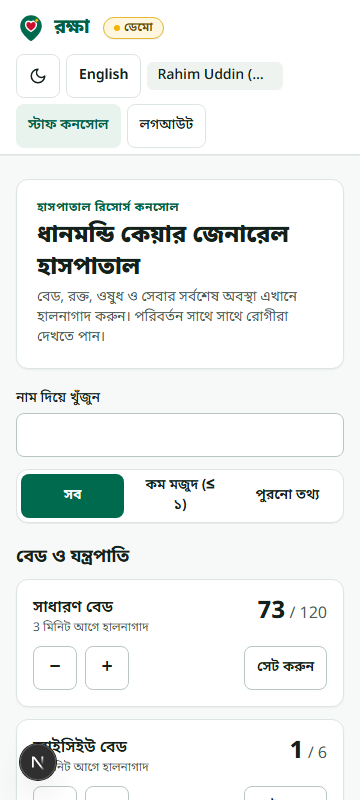 রক্ষা
ডেমো
English
Rahim Uddin (...
স্টাফ কনসোল
লগআউট
হাসপাতাল রিসোর্স কনসোল
ধানমন্ডি কেয়ার জেনারেল
হাসপাতাল
বেড, রক্ত, ওষুধ ও সেবার সর্বশেষ অবস্থা এখানে
হালনাগাদ করুন। পরিবর্তন সাথে সাথে রোগীরা
দেখতে পান।
নাম দিয়ে খুঁজুন
সব
কম মজুদ (≤
১)
পুরনো তথ্য
বেড ও যন্ত্রপাতি
সাধারণ বেড
73 / 120
3 মিনিট আগে হালনাগাদ
− + সেট করুন
বেড
1 / 6
আগে হালনাগাদ
N